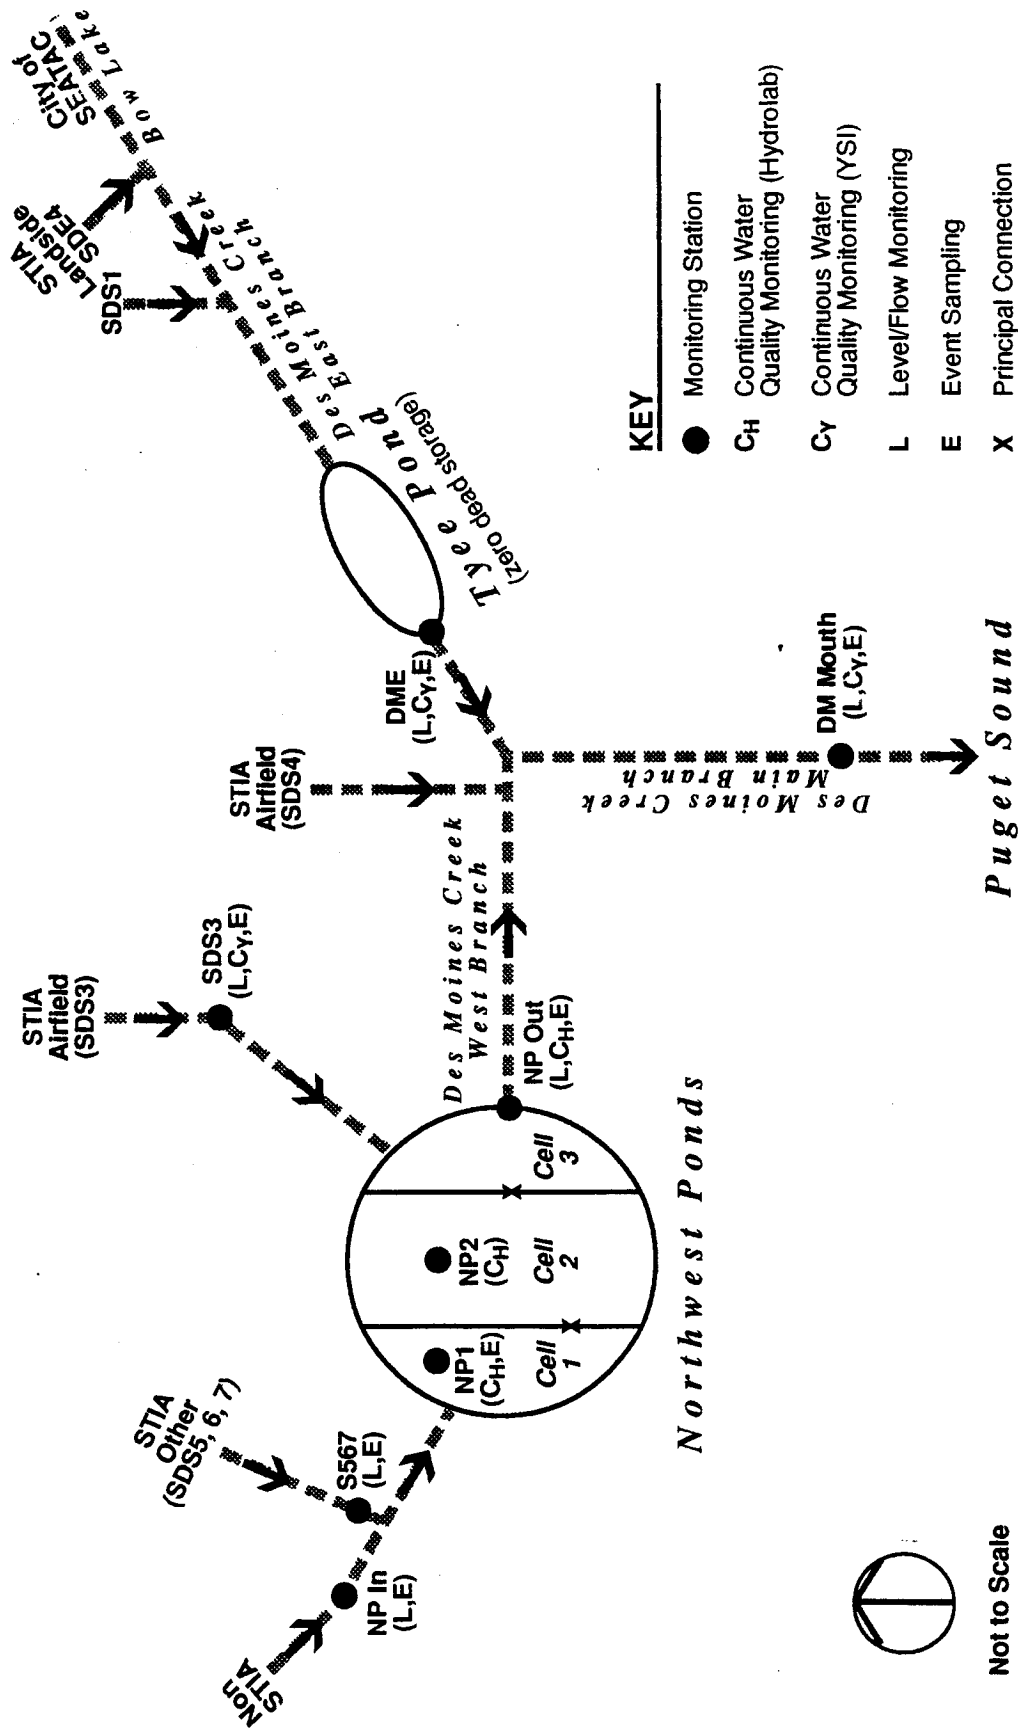 Non
STIA
NP In
(L,E)
STIA
Other
(SDS5, 6, 7)
S567
(L,E)
NP1
(CH,E)
Cell
1
NP2
(CH)
Cell
2
Cell
3
Northwest Ponds
STIA
Airfield
(SDS3)
SDS3
(L,CY,E)
NP Out
(L,CH,E)
Des Moines Creek
West Branch
STIA
Airfield
(SDS4)
DME
(L,CY,E)
Tyee Pond
(zero dead storage)
Des Moines Creek
East Branch
SDS1
STIA
Landside
SDE4
City of
SEATAC
Bow Lake
Des Moines Creek
Main Branch
DM Mouth
(L,CY,E)
Puget Sound
KEY
Monitoring Station
CH Continuous Water
Quality Monitoring (Hydrolab)
CY Continuous Water
Quality Monitoring (YSI)
L Level/Flow Monitoring
E Event Sampling
X Principal Connection
Not to Scale